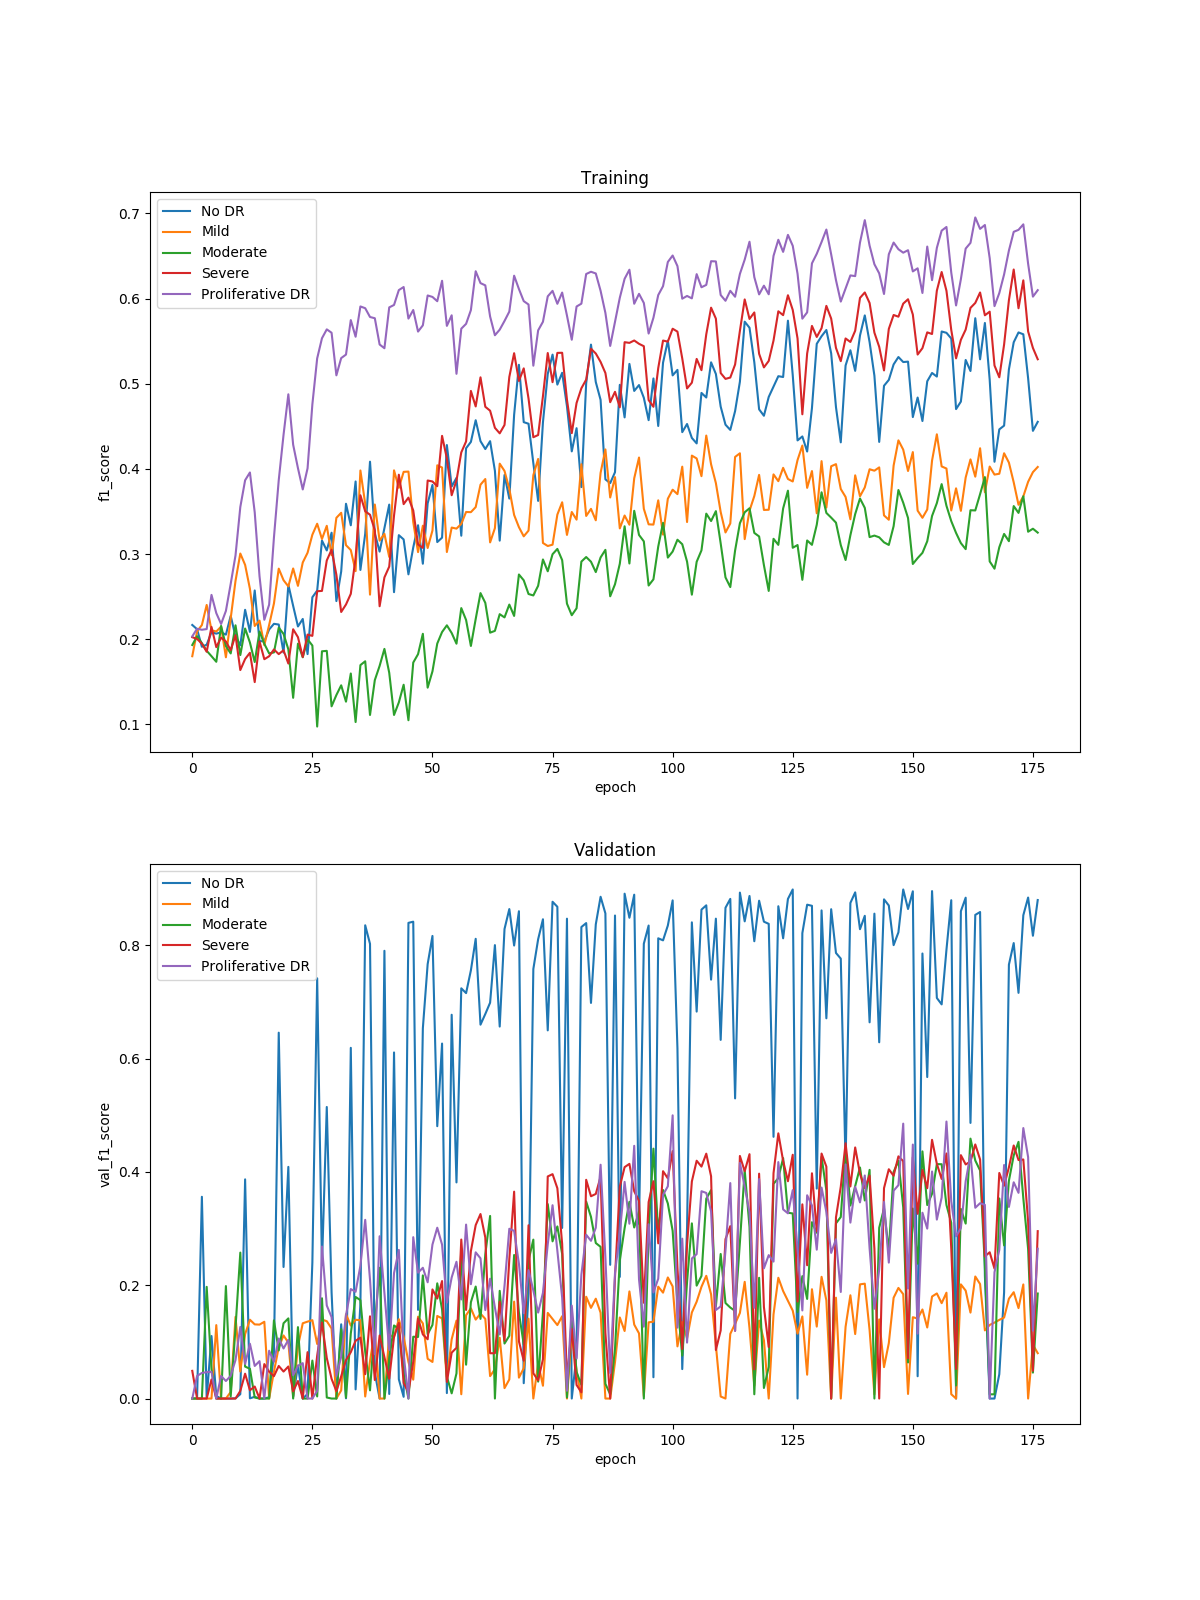 Training
0.7
0.6
0.5
0.4
0.3
0.2
0.1
f1_score
No DR
Mild
Moderate
Severe
Proliferative DR
0 25 50 75 100 125 150 175
epoch
Validation
0.8
0.6
0.4
0.2
0.0
val_f1_score
No DR
Mild
Moderate
Severe
Proliferative DR
0 25 50 75 100 125 150 175
epoch